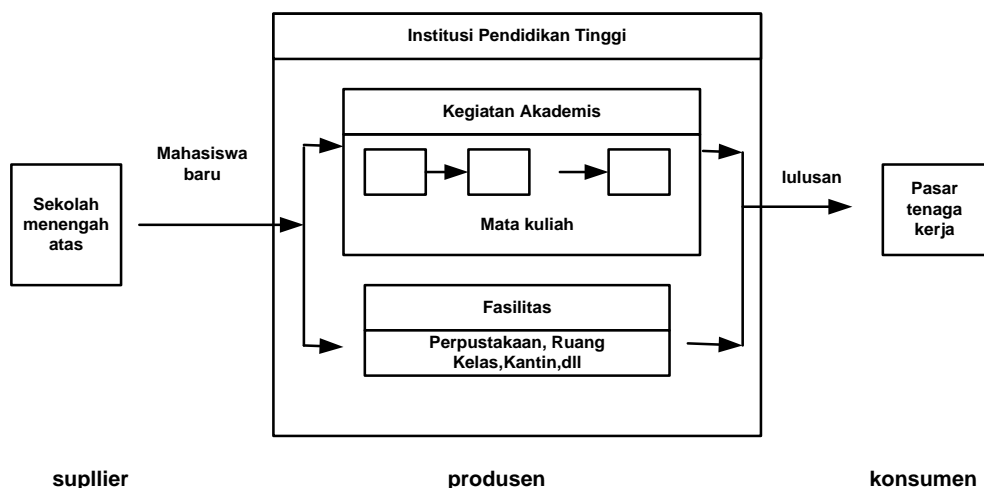 Institusi Pendidikan Tinggi
Kegiatan Akademis
Mata kuliah
Mahasiswa
baru
Sekolah
menengah
atas
lulusan
Pasar
tenaga
kerja
Fasilitas
Perpustakaan, Ruang
Kelas,Kantin,dll
supllier
produsen
konsumen